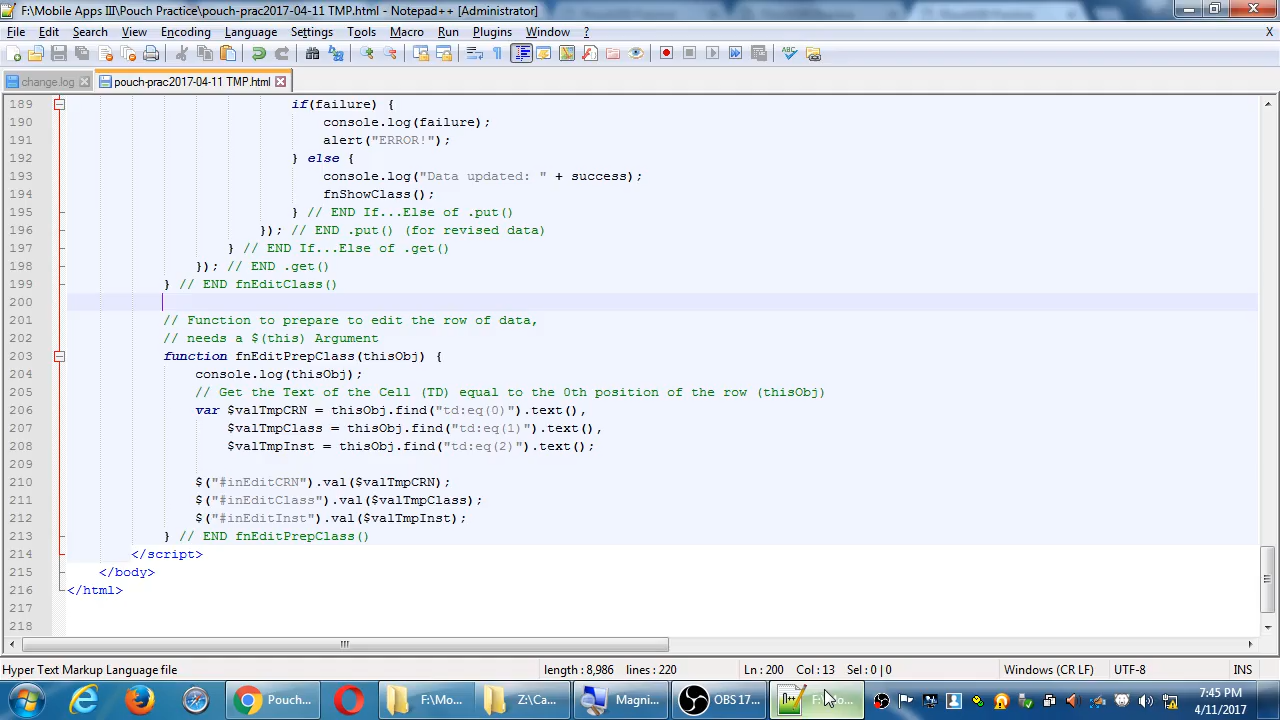 F:\Mobile Apps III\Pouch Practice\pouch-prac2017-04-11 TMP.html - Notepad++ [Administrator]
File Edit Search View Encoding Language Settings Tools Macro Run Plugins Window ? X
change.log pouch-prac2017-04-11 TMP.html
189 if(failure) {
190 console.log(failure);
191 alert("ERROR!");
192 } else {
193 console.log("Data updated: " + success);
194 fnShowClass();
195 } // END If...Else of .put()
196 }); // END .put() (for revised data)
197 } // END If...Else of .get()
198 }); // END .get()
199 } // END fnEditClass()
200
201 // Function to prepare to edit the row of data,
202 // needs a $(this) Argument
203 function fnEditPrepClass(thisObj) {
204 console.log(thisObj);
205 // Get the Text of the Cell (TD) equal to the 0th position of the row (thisObj)
206 var $valTmpCRN = thisObj.find("td:eq(0)").text(),
207 $valTmpClass = thisObj.find("td:eq(1)").text(),
208 $valTmpInst = thisObj.find("td:eq(2)").text();
209
210 $("#inEditCRN").val($valTmpCRN);
211 $("#inEditClass").val($valTmpClass);
212 $("#inEditInst").val($valTmpInst);
213 } // END fnEditPrepClass()
214 </script>
215 </body>
216 </html>
217
218
Hyper Text Markup Language file length : 8,986 lines : 220 Ln : 200 Col : 13 Sel : 0 | 0 Windows (CR LF) UTF-8 INS
Pouch... F:\Mo... Z:\Ca... Magni... OBS 17... F:\Mo... 7:45 PM
4/11/2017